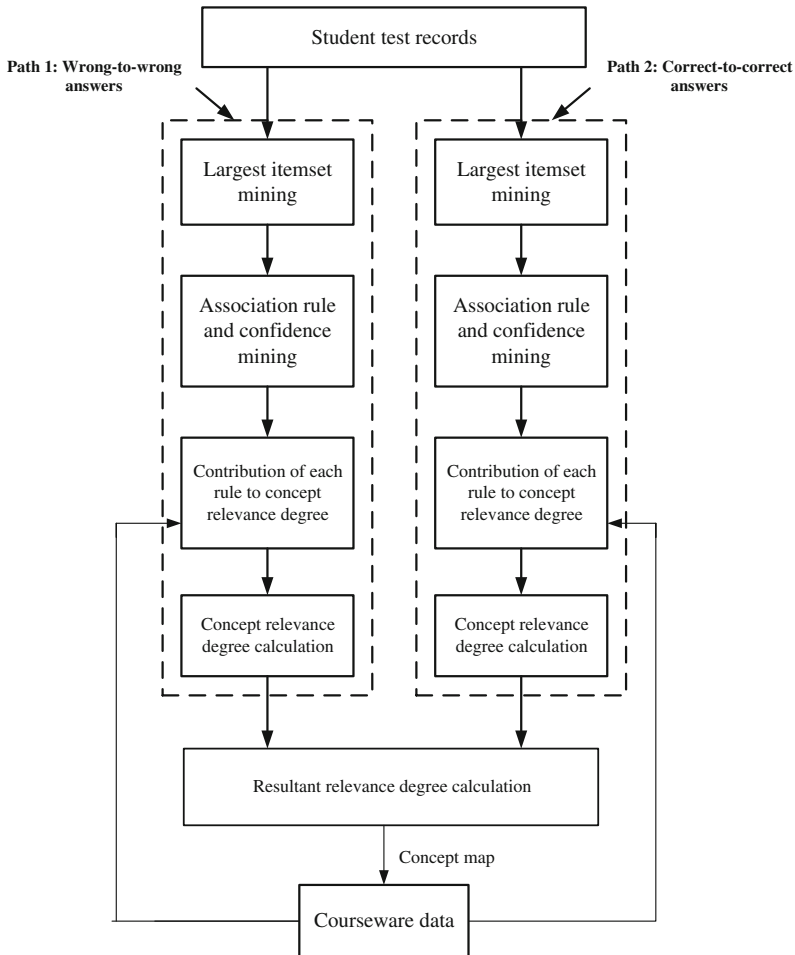 Student test records
Path 1: Wrong-to-wrong
answers
Path 2: Correct-to-correct
answers
Largest itemset
mining
Largest itemset
mining
Association rule
and confidence
mining
Association rule
and confidence
mining
Contribution of each
rule to concept
relevance degree
Contribution of each
rule to concept
relevance degree
Concept relevance
degree calculation
Concept relevance
degree calculation
Resultant relevance degree calculation
Concept map
Courseware data